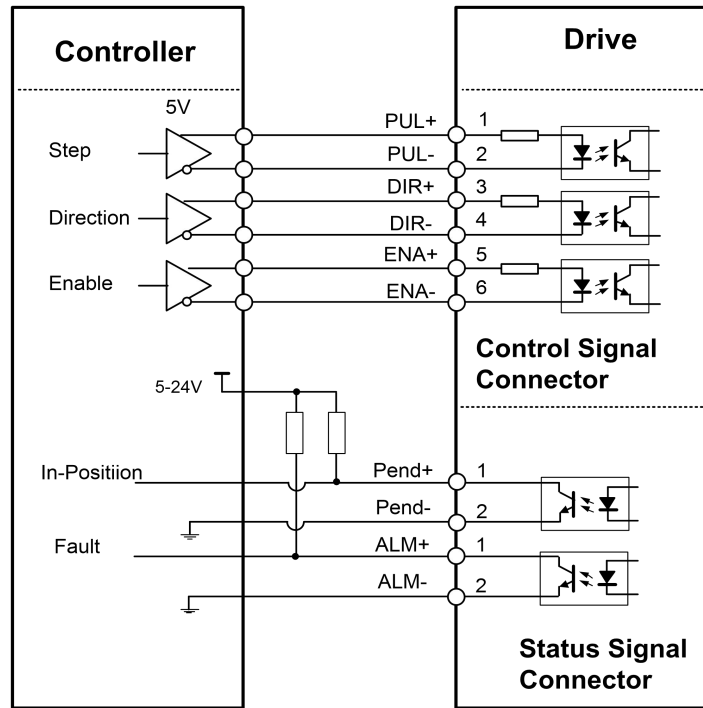 Controller
Drive
5V
Step
PUL+
1
PUL-
2
Direction
DIR+
3
DIR-
4
Enable
ENA+
5
ENA-
6
Control Signal
Connector
5-24V
In-Positiion
Pend+
1
Pend-
2
Fault
ALM+
1
ALM-
2
Status Signal
Connector